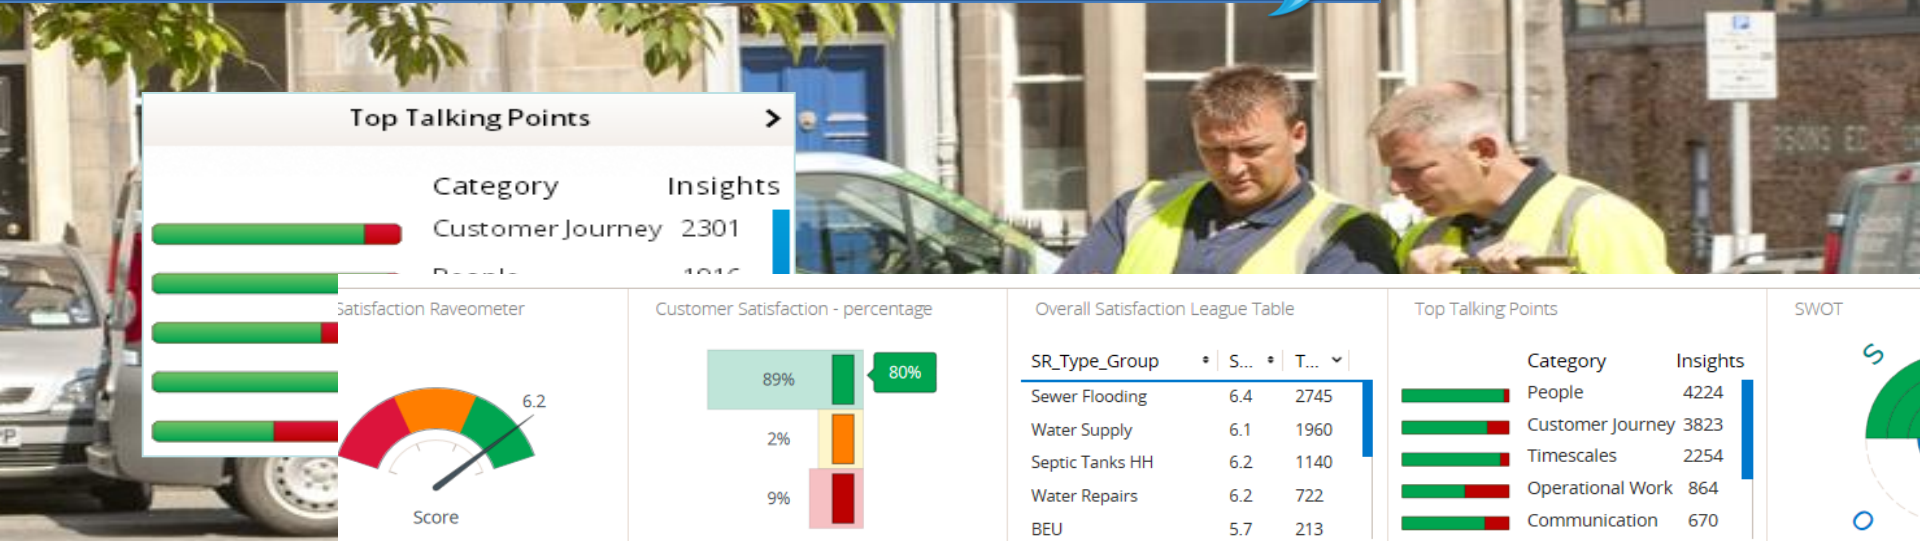 Top Talking Points
Category Insights
Customer Journey 2301
Satisfaction Raveometer
6.2
Score
Customer Satisfaction - percentage
89% 80%
2%
9%
Overall Satisfaction League Table
SR_Type_Group S... T...
Sewer Flooding 6.4 2745
Water Supply 6.1 1960
Septic Tanks HH 6.2 1140
Water Repairs 6.2 722
BEU 5.7 213
Top Talking Points
Category Insights
People 4224
Customer Journey 3823
Timescales 2254
Operational Work 864
Communication 670
SWOT
S
O